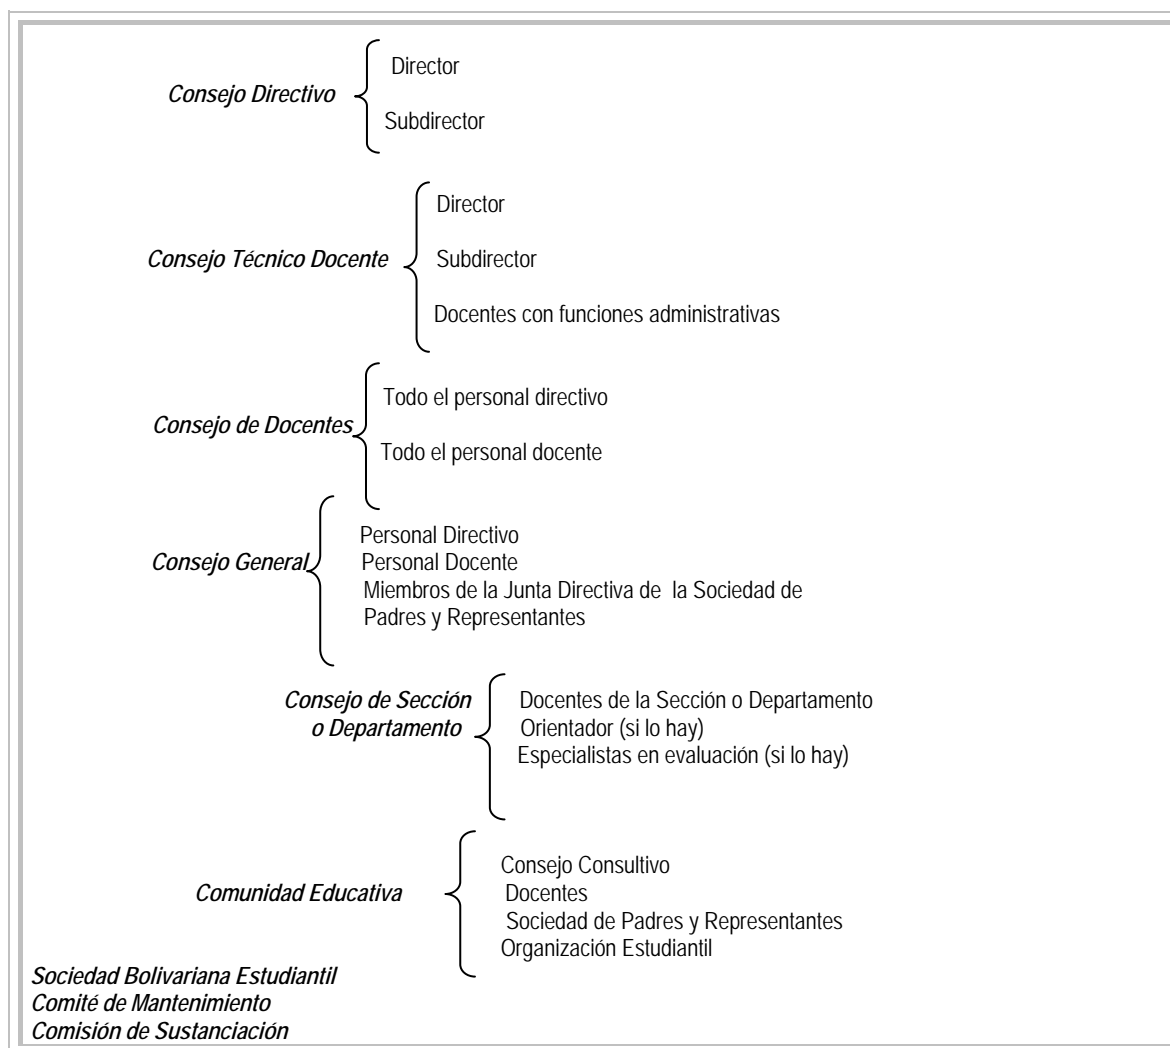 Consejo Directivo
Director
Subdirector
Consejo Técnico Docente
Director
Subdirector
Docentes con funciones administrativas
Consejo de Docentes
Todo el personal directivo
Todo el personal docente
Consejo General
Personal Directivo
Personal Docente
Miembros de la Junta Directiva de la Sociedad de
Padres y Representantes
Consejo de Sección
o Departamento
Docentes de la Sección o Departamento
Orientador (si lo hay)
Especialistas en evaluación (si lo hay)
Comunidad Educativa
Consejo Consultivo
Docentes
Sociedad de Padres y Representantes
Organización Estudiantil
Sociedad Bolivariana Estudiantil
Comité de Mantenimiento
Comisión de Sustanciación